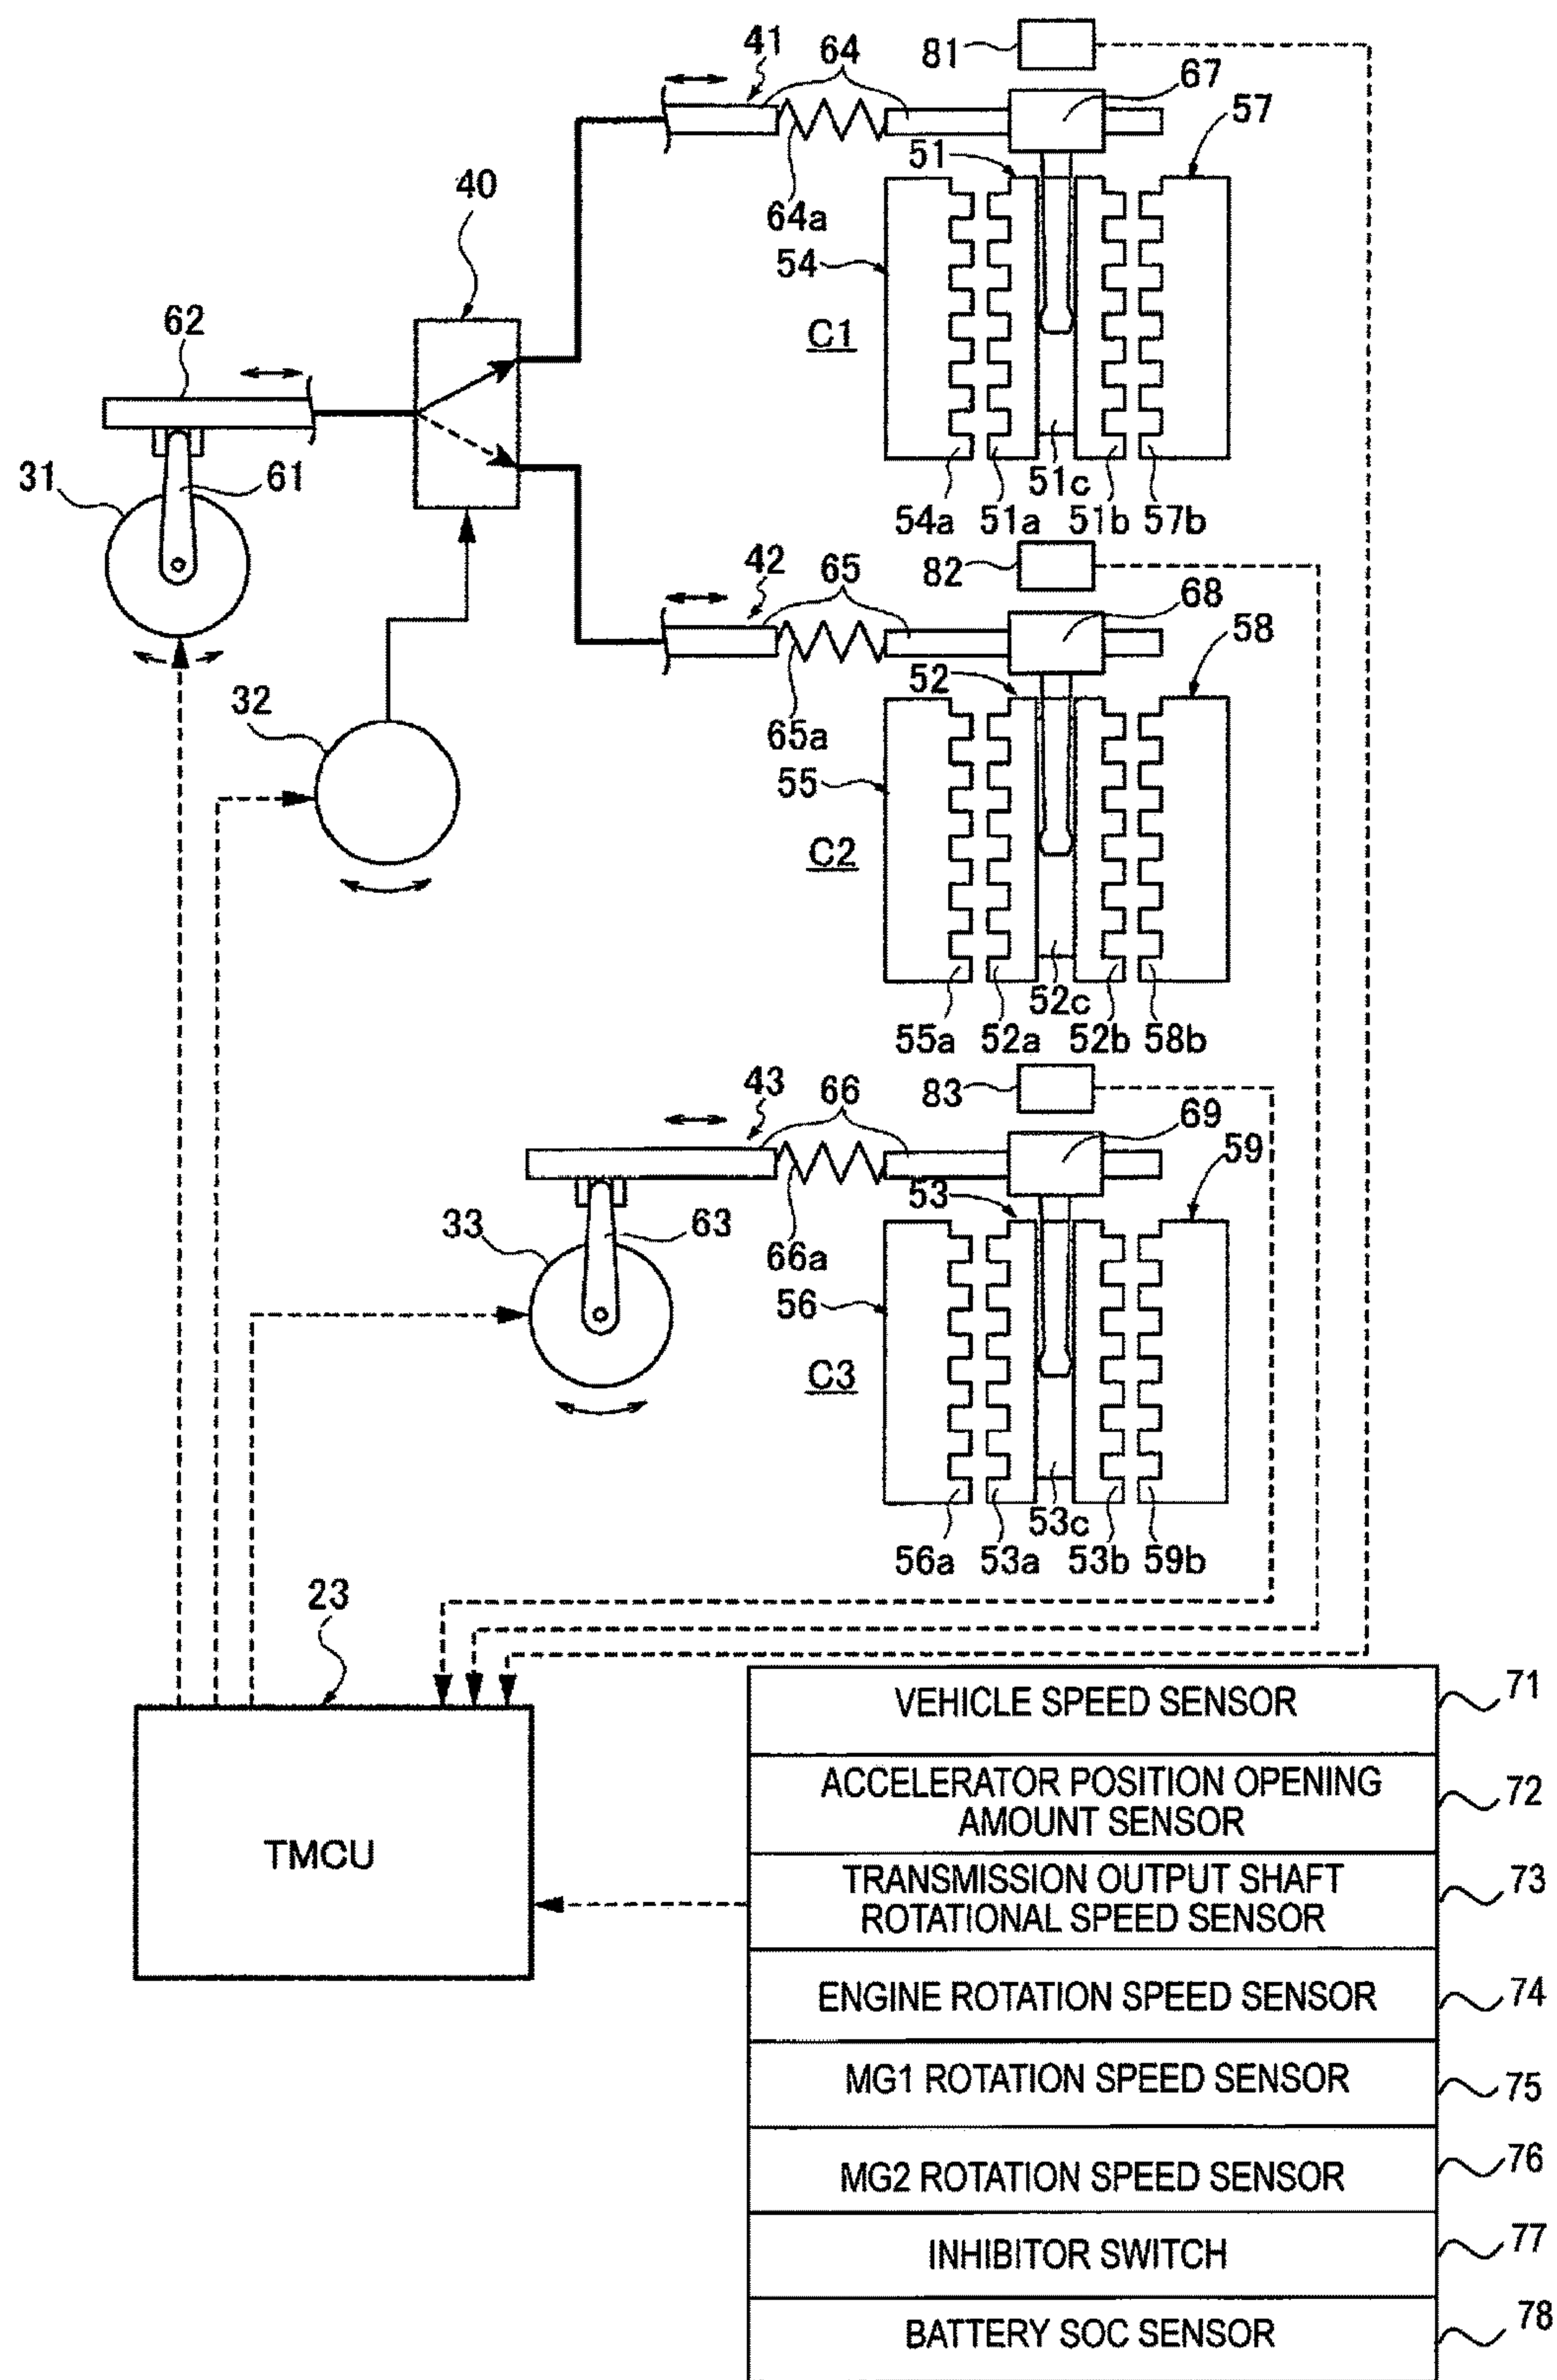 41
64
81
67
57
40
51
64a
54
62
C1
31
61
51c
54a
51a
51b
57b
42
65
82
68
58
52
32
65a
55
C2
52c
55a
52a
52b
58b
43
66
83
69
59
53
33
63
66a
56
C3
53c
56a
53a
53b
59b
23
TMCU
VEHICLE SPEED SENSOR
71
ACCELERATOR POSITION OPENING
AMOUNT SENSOR
72
TRANSMISSION OUTPUT SHAFT
ROTATIONAL SPEED SENSOR
73
ENGINE ROTATION SPEED SENSOR
74
MG1 ROTATION SPEED SENSOR
75
MG2 ROTATION SPEED SENSOR
76
INHIBITOR SWITCH
77
BATTERY SOC SENSOR
78